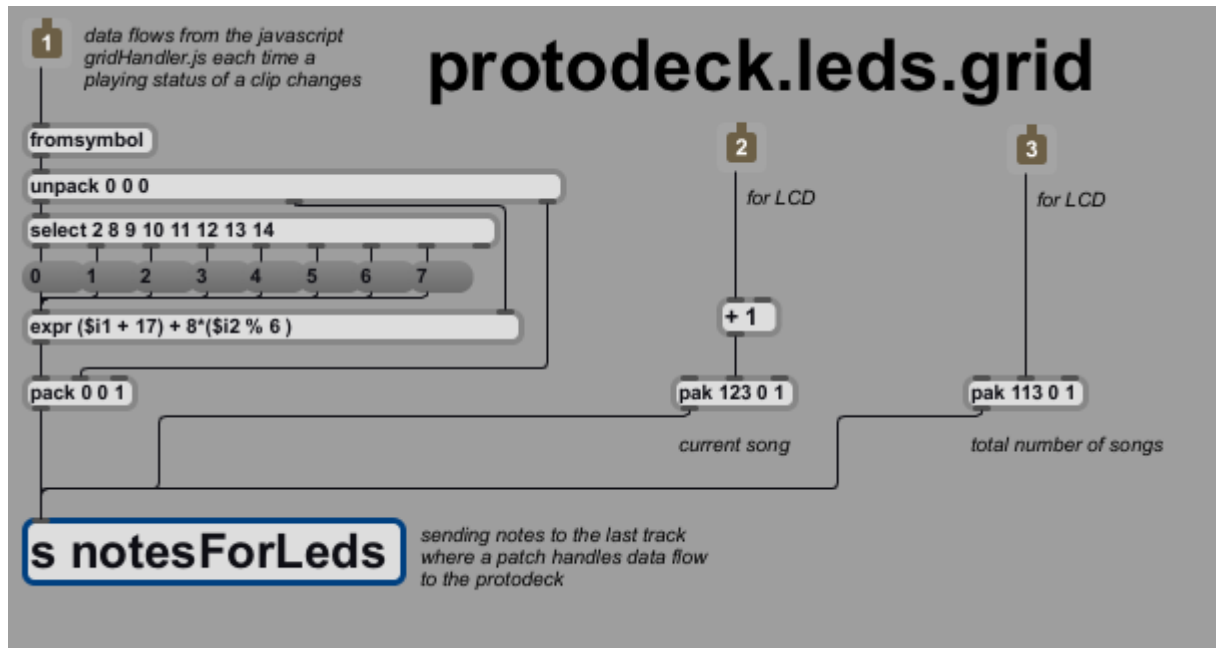 1
data flows from the javascript
gridHandler.js each time a
playing status of a clip changes
protodeck.leds.grid
fromsymbol
2
3
unpack 0 0 0
for LCD
for LCD
select 2 8 9 10 11 12 13 14
0 1 2 3 4 5 6 7
expr ($i1 + 17) + 8*($i2 % 6 )
+ 1
pack 0 0 1
pak 123 0 1
pak 113 0 1
current song
total number of songs
s notesForLeds
sending notes to the last track
where a patch handles data flow
to the protodeck